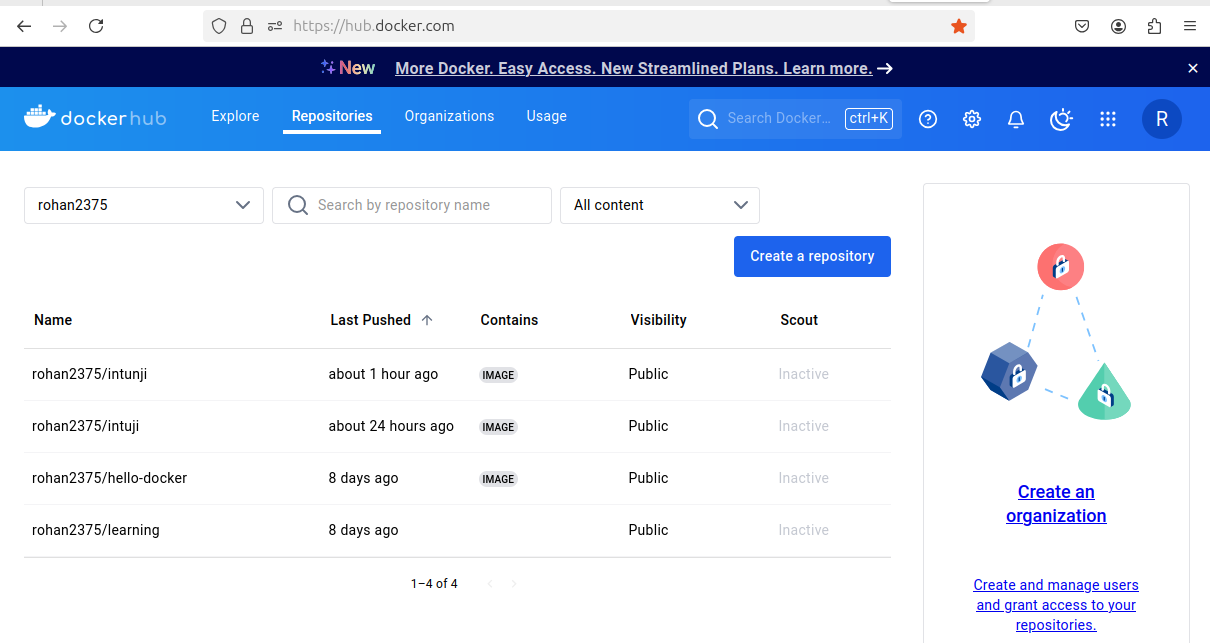 https://hub.docker.com
New More Docker. Easy Access. New Streamlined Plans. Learn more.
dockerhub Explore Repositories Organizations Usage Search Docker... ctrl+K R
rohan2375 Search by repository name All content
Create a repository
Name Last Pushed Contains Visibility Scout
rohan2375/intunji about 1 hour ago IMAGE Public Inactive
rohan2375/intuji about 24 hours ago IMAGE Public Inactive
rohan2375/hello-docker 8 days ago IMAGE Public Inactive
rohan2375/learning 8 days ago Public Inactive
1–4 of 4
Create an
organization
Create and manage users
and grant access to your
repositories.